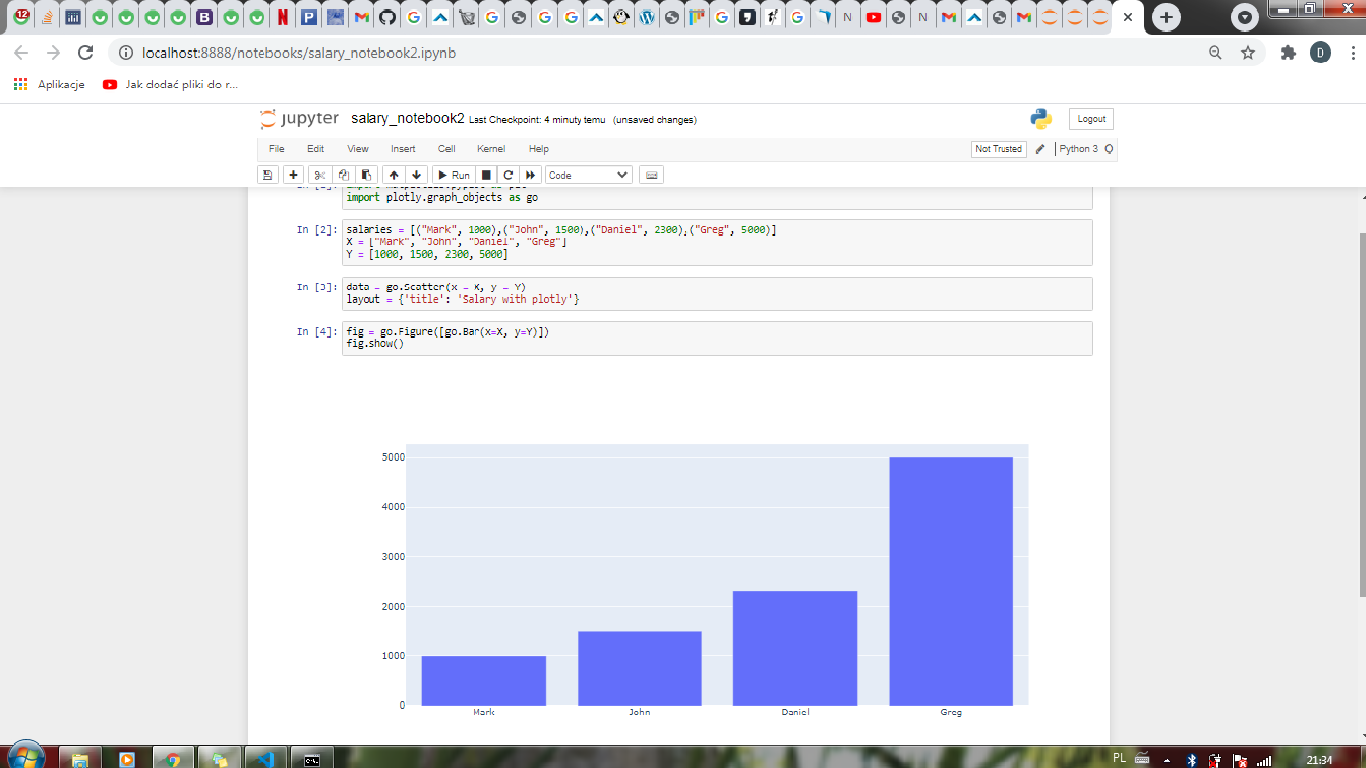 12
localhost:8888/notebooks/salary_notebook2.ipynb
D
Aplikacje
Jak dodać pliki do r...
jupyter salary_notebook2 Last Checkpoint: 4 minuty temu (unsaved changes)
Logout
File Edit View Insert Cell Kernel Help
Not Trusted
Python 3
Run
Code
import plotly.graph_objects as go
In [2]:
salaries = [("Mark", 1000),("John", 1500),("Daniel", 2300),("Greg", 5000)]
X = ["Mark", "John", "Daniel", "Greg"]
Y = [1000, 1500, 2300, 5000]
In [3]:
data = go.Scatter(x = X, y = Y)
layout = {'title': 'Salary with plotly'}
In [4]:
fig = go.Figure([go.Bar(x=X, y=Y)])
fig.show()
5000
4000
3000
2000
1000
0
Mark John Daniel Greg
PL
21:34